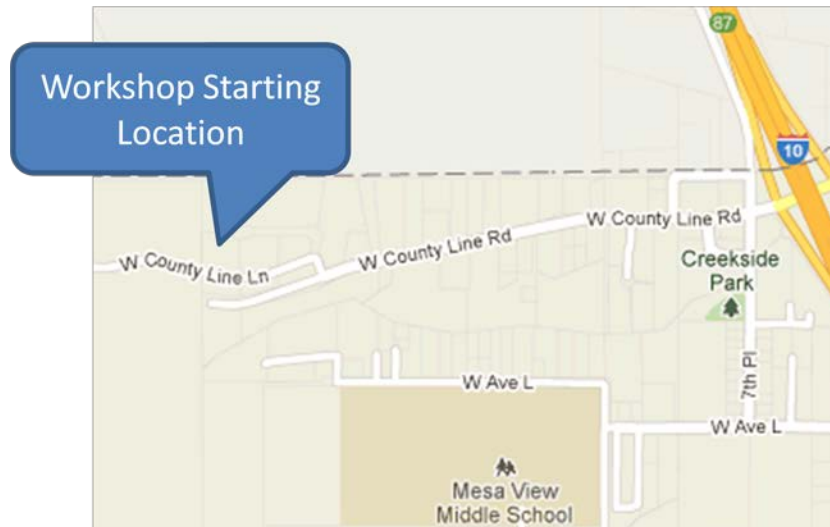 87
Workshop Starting
Location
10
W County Line Rd
W County Line Rd
W County Line Ln
Creekside
Park
7th Pl
W Ave L
W Ave L
Mesa View
Middle School